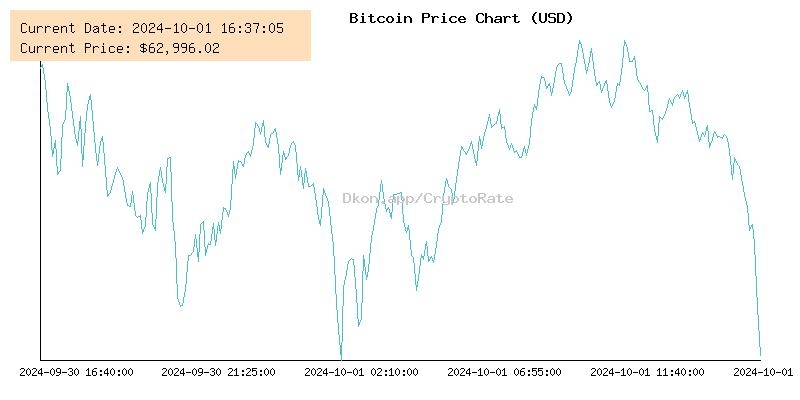 Bitcoin Price Chart (USD)
Current Date: 2024-10-01 16:37:05
Current Price: $62,996.02
Dkon.app/CryptoRate
2024-09-30 16:40:00 2024-09-30 21:25:00 2024-10-01 02:10:00 2024-10-01 06:55:00 2024-10-01 11:40:00 2024-10-01